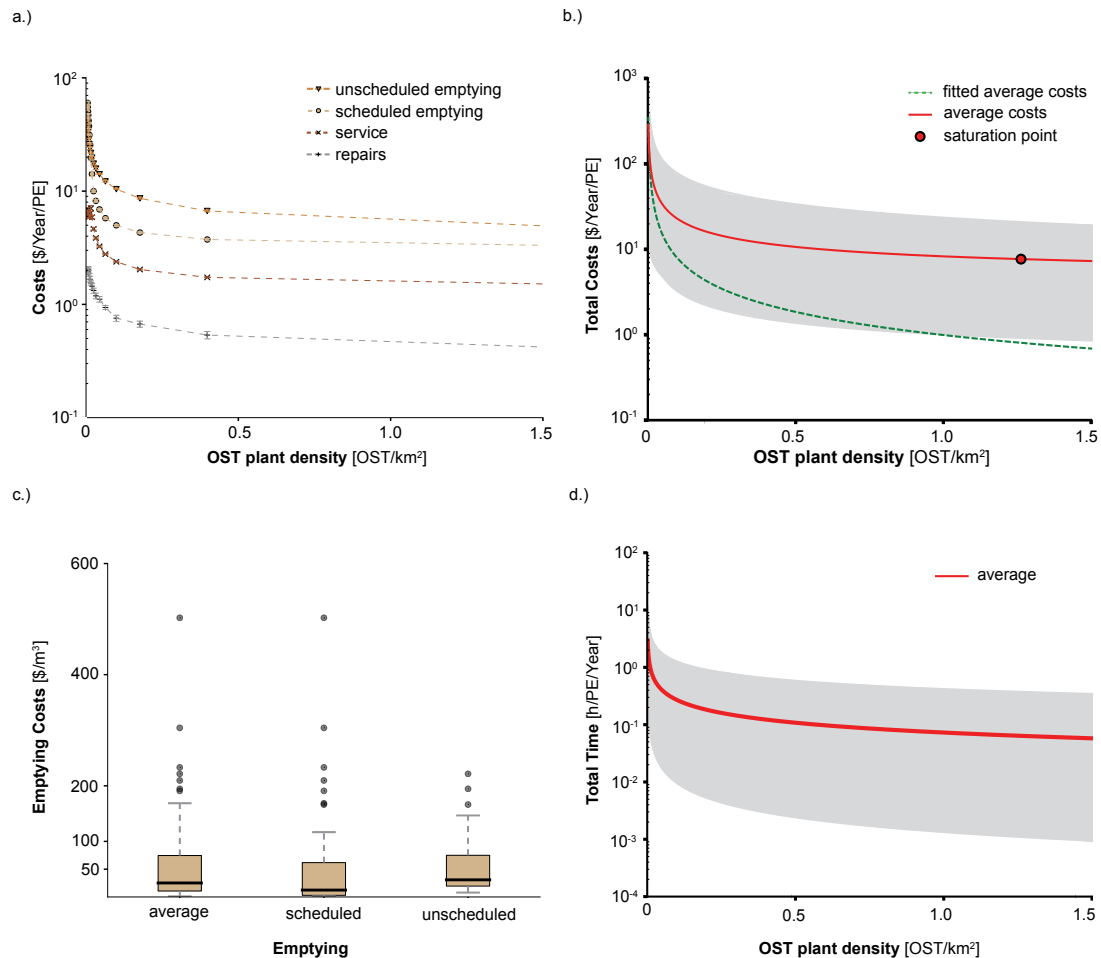 a.)
Costs [$/Year/PE]
10²
10¹
10⁰
10⁻¹
unscheduled emptying
scheduled emptying
service
repairs
0
0.5
1.0
1.5
OST plant density [OST/km²]
b.)
Total Costs [$/Year/PE]
10³
10²
10¹
10⁰
10⁻¹
fitted average costs
average costs
saturation point
0
0.5
1.0
1.5
OST plant density [OST/km²]
c.)
Emptying Costs [$/m³]
600
400
200
100
50
average
scheduled
unscheduled
Emptying
d.)
Total Time [h/PE/Year]
10²
10¹
10⁰
10⁻¹
10⁻²
10⁻³
10⁻⁴
average
0
0.5
1.0
1.5
OST plant density [OST/km²]